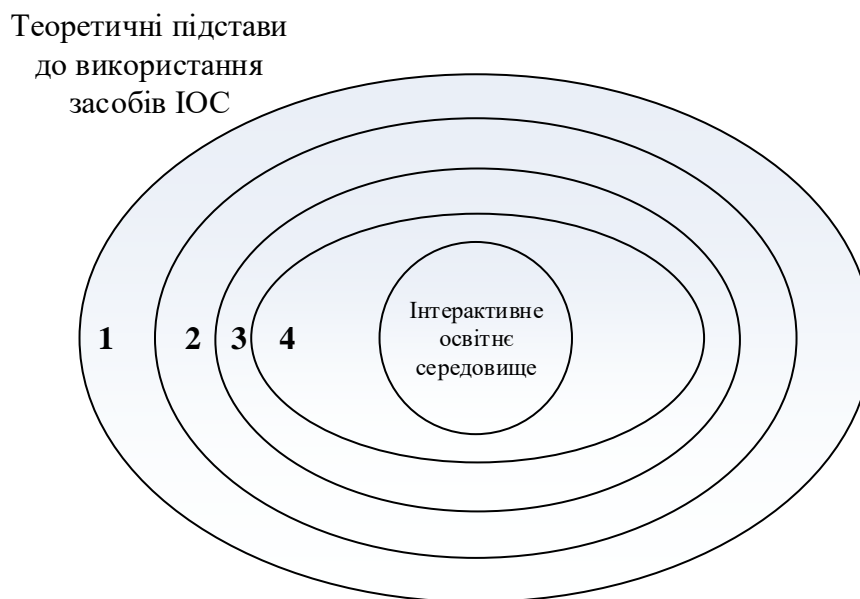 Теоретичні підстави
до використання
засобів ІОС
Інтерактивне
освітнє
середовище
1 2 3 4